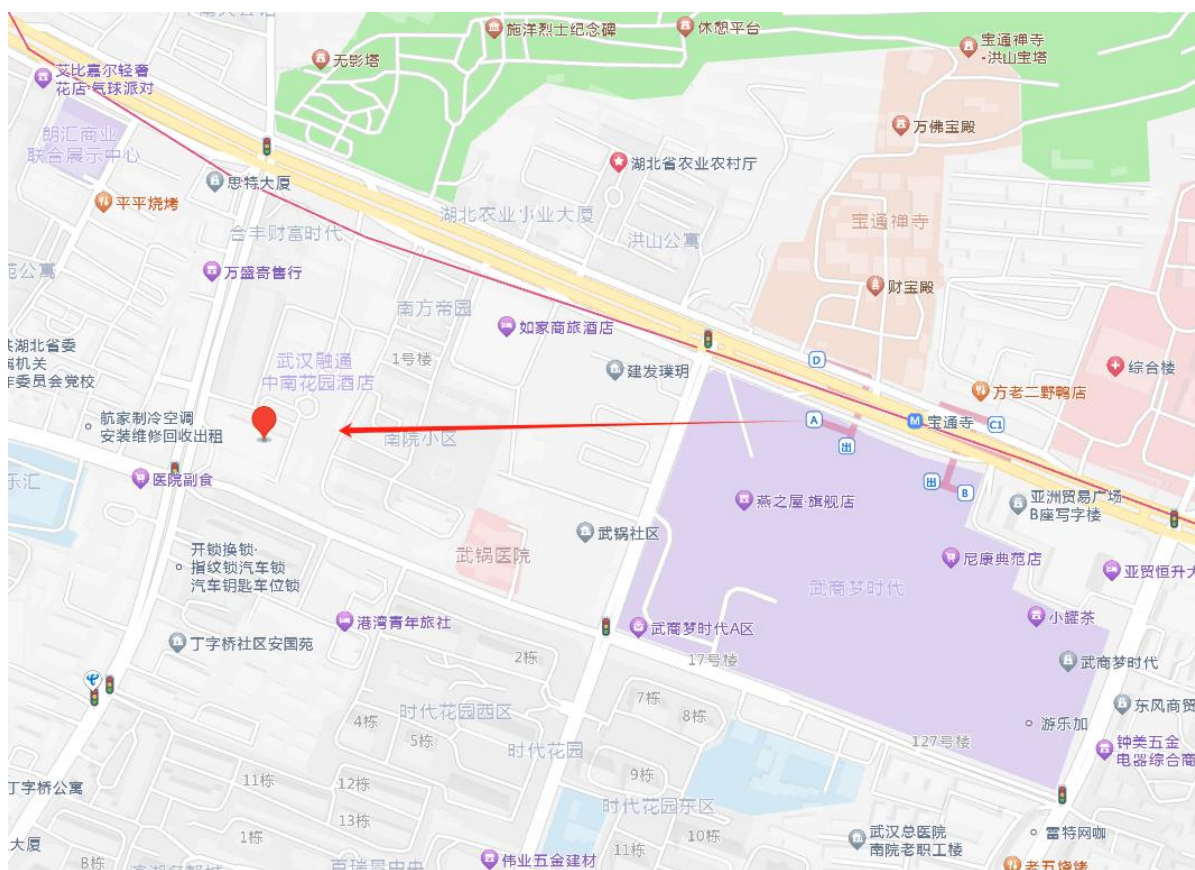 施洋烈士纪念碑
休憩平台
宝通禅寺
-洪山宝塔
无影塔
艾比嘉尔轻奢
花店气球派对
万佛宝殿
朗汇商业
联合展示中心
湖北省农业农村厅
思特大厦
平平烧烤
湖北农业事业大厦
宝通禅寺
合丰财富时代
洪山公寓
苑公寓
万盛寄售行
财宝殿
南方帝园
如家商旅酒店
湖北省委
机关
委员会党校
武汉融通
中南花园酒店
1号楼
建发璞玥
D
综合楼
方老二野鸭店
航家制冷空调
安装维修回收出租
南院小区
A
M
宝通寺
C1
出
乐汇
医院副食
出
B
燕之屋·旗舰店
亚洲贸易广场
B座写字楼
武锅社区
开锁换锁·
指纹锁汽车锁
汽车钥匙车位锁
武锅医院
尼康典范店
亚贸恒升大
武商梦时代
港湾青年旅社
武商梦时代A区
小罐茶
丁字桥社区安国苑
2栋
17号楼
武商梦时代
7栋
8栋
东风商贸
4栋
时代花园西区
游乐加
5栋
时代花园
127号楼
钟美五金
电器综合商
丁字桥公寓
11栋
12栋
9栋
时代花园东区
13栋
大厦
1栋
10栋
11栋
武汉总医院
南院老职工楼
雷特网咖
8栋
伟业五金建材
老五烧烤